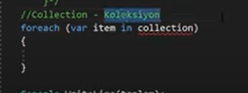 //Collection - Koleksiyon
foreach (var item in collection)
{
}